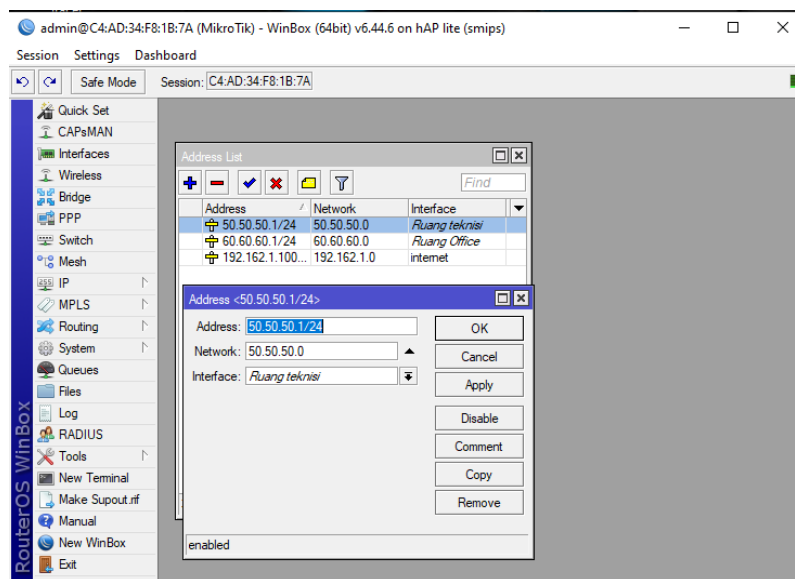 admin@C4:AD:34:F8:1B:7A (MikroTik) - WinBox (64bit) v6.44.6 on hAP lite (smips)
Session Settings Dashboard
Safe Mode Session: C4:AD:34:F8:1B:7A
Quick Set
CAPsMAN
Interfaces
Wireless
Bridge
PPP
Switch
Mesh
IP
MPLS
Routing
System
Queues
Files
Log
RADIUS
Tools
New Terminal
Make Supout.rif
Manual
New WinBox
Exit
RouterOS WinBox
Address List
Find
Address Network Interface
50.50.50.1/24 50.50.50.0 Ruang teknisi
60.60.60.1/24 60.60.60.0 Ruang Office
192.162.1.100... 192.162.1.0 internet
Address <50.50.50.1/24>
Address: 50.50.50.1/24 OK
Network: 50.50.50.0 Cancel
Interface: Ruang teknisi Apply
Disable
Comment
Copy
Remove
enabled